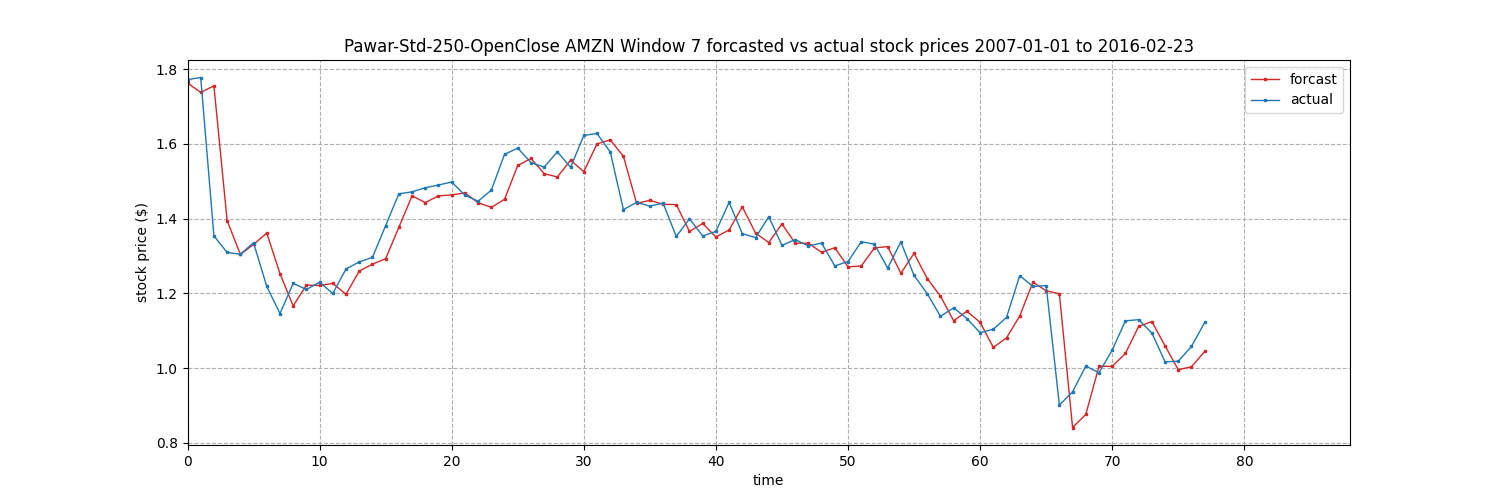 Pawar-Std-250-OpenClose AMZN Window 7 forcasted vs actual stock prices 2007-01-01 to 2016-02-23
forcast
actual
stock price ($)
1.8
1.6
1.4
1.2
1.0
0.8
0 10 20 30 40 50 60 70 80
time